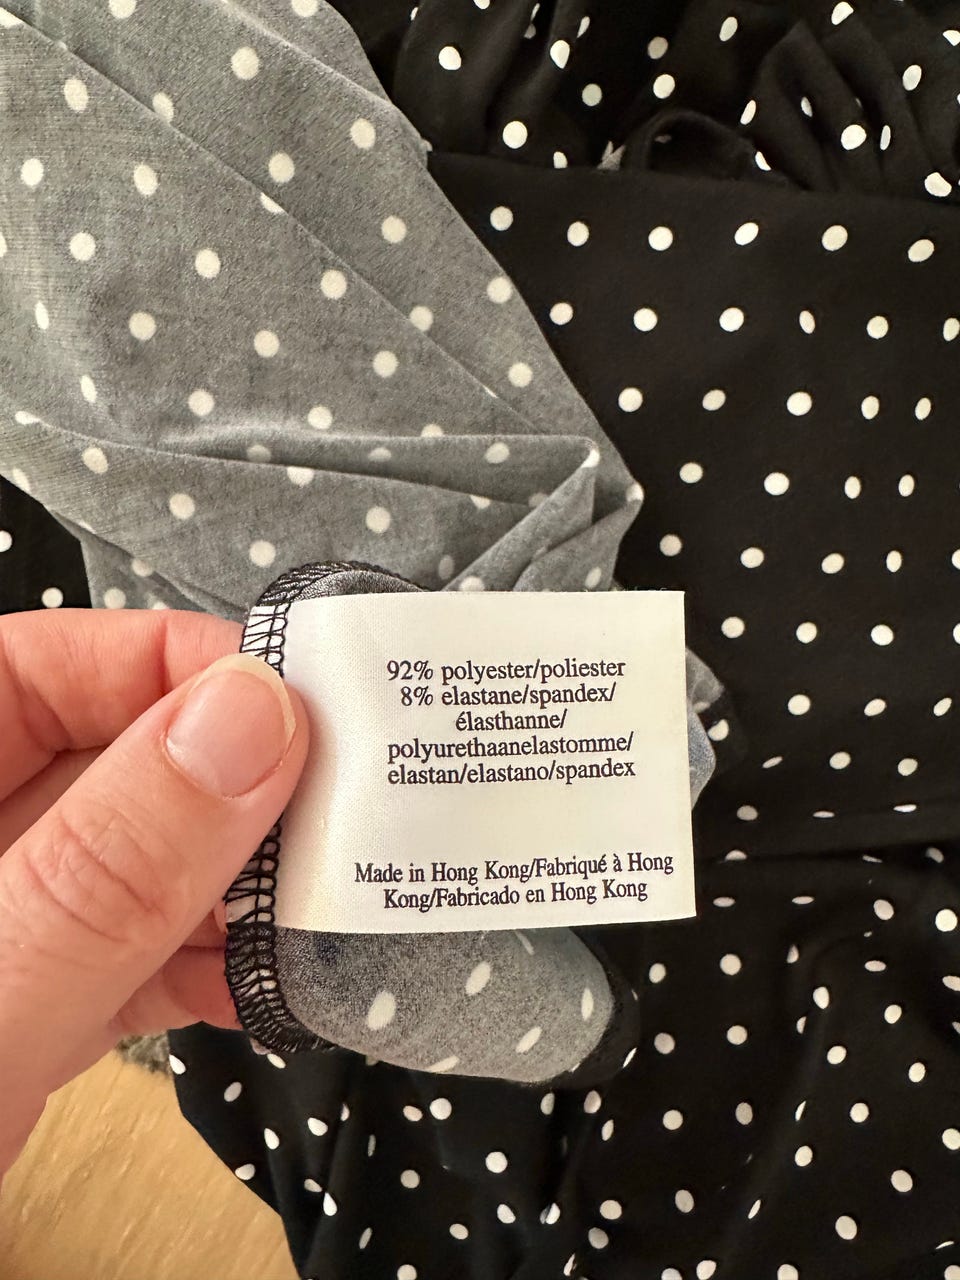 92% polyester/poliester
8% elastane/spandex/
élasthanne/
polyurethaanelastomme/
elastan/elastano/spandex
Made in Hong Kong/Fabriqué à Hong
Kong/Fabricado en Hong Kong